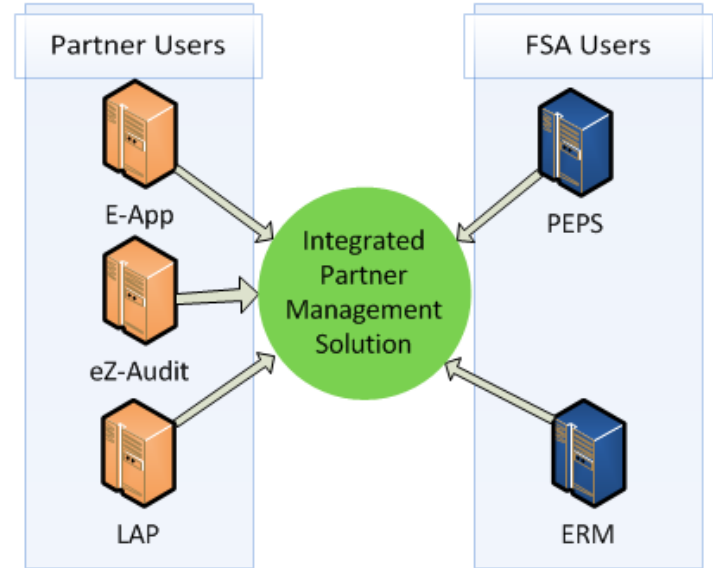 Partner Users
E-App
eZ-Audit
LAP
Integrated
Partner
Management
Solution
FSA Users
PEPS
ERM